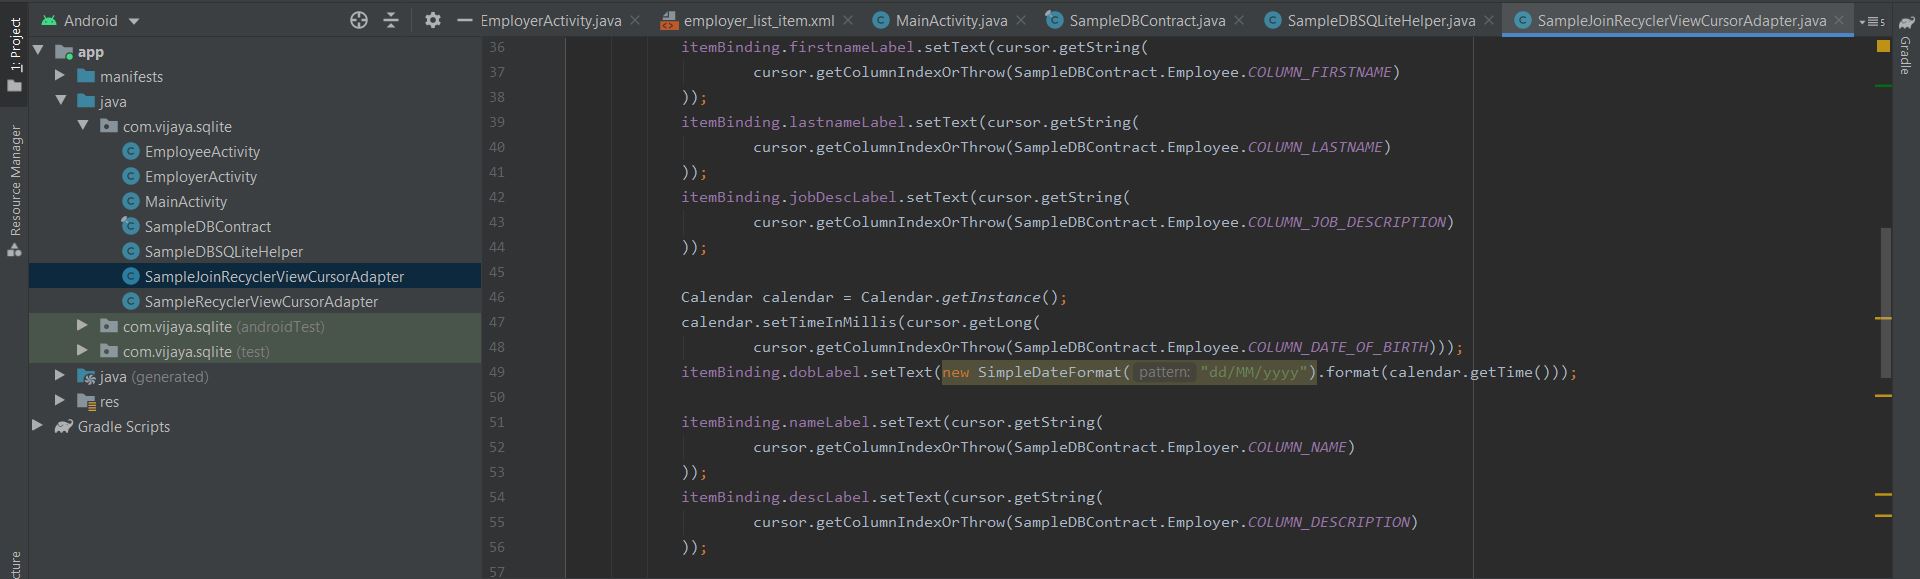 Android
EmployerActivity.java
employer_list_item.xml
MainActivity.java
SampleDBContract.java
SampleDBSQLiteHelper.java
SampleJoinRecyclerViewCursorAdapter.java
5
1: Project
Resource Manager
cture
Gradle
app
manifests
java
com.vijaya.sqlite
EmployeeActivity
EmployerActivity
MainActivity
SampleDBContract
SampleDBSQLiteHelper
SampleJoinRecyclerViewCursorAdapter
SampleRecyclerViewCursorAdapter
com.vijaya.sqlite (androidTest)
com.vijaya.sqlite (test)
java (generated)
res
Gradle Scripts
36 itemBinding.firstnameLabel.setText(cursor.getString(
37 cursor.getColumnIndexOrThrow(SampleDBContract.Employee.COLUMN_FIRSTNAME)
38 ));
39 itemBinding.lastnameLabel.setText(cursor.getString(
40 cursor.getColumnIndexOrThrow(SampleDBContract.Employee.COLUMN_LASTNAME)
41 ));
42 itemBinding.jobDescLabel.setText(cursor.getString(
43 cursor.getColumnIndexOrThrow(SampleDBContract.Employee.COLUMN_JOB_DESCRIPTION)
44 ));
45
46 Calendar calendar = Calendar.getInstance();
47 calendar.setTimeInMillis(cursor.getLong(
48 cursor.getColumnIndexOrThrow(SampleDBContract.Employee.COLUMN_DATE_OF_BIRTH)));
49 itemBinding.dobLabel.setText(new SimpleDateFormat( pattern: "dd/MM/yyyy").format(calendar.getTime()));
50
51 itemBinding.nameLabel.setText(cursor.getString(
52 cursor.getColumnIndexOrThrow(SampleDBContract.Employer.COLUMN_NAME)
53 ));
54 itemBinding.descLabel.setText(cursor.getString(
55 cursor.getColumnIndexOrThrow(SampleDBContract.Employer.COLUMN_DESCRIPTION)
56 ));
57